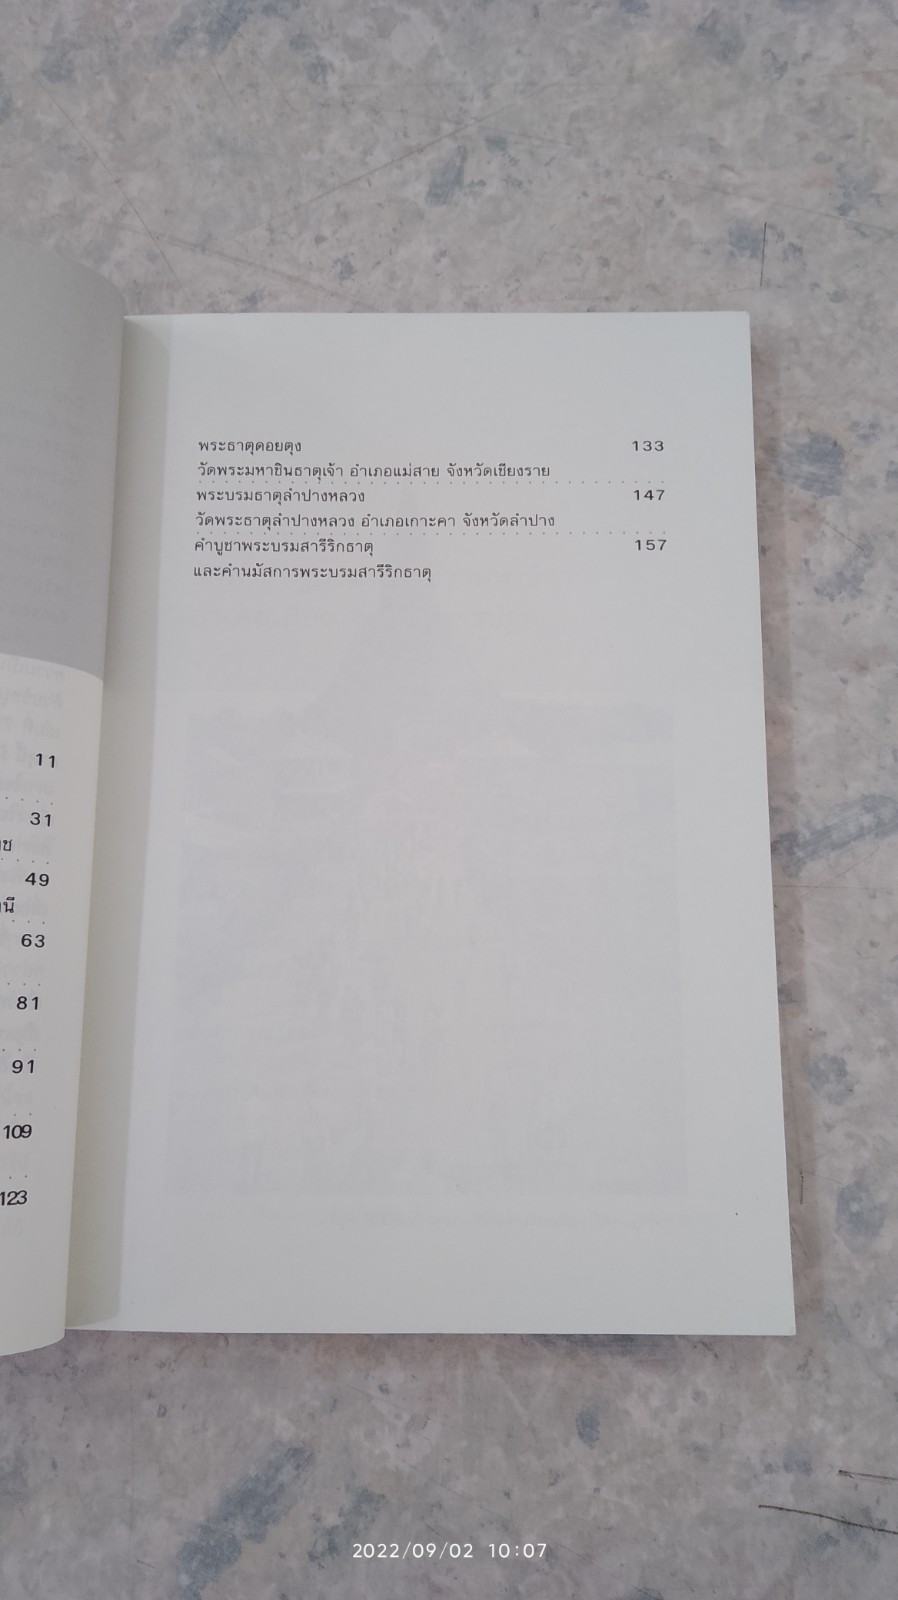 11
31
49
63
81
91
109
123
พระธาตุดอยตุง 133
วัดพระมหาชินธาตุเจ้า อำเภอแม่สาย จังหวัดเชียงราย
พระบรมธาตุลำปางหลวง 147
วัดพระธาตุลำปางหลวง อำเภอเกาะคา จังหวัดลำปาง
คำบูชาพระบรมสารีริกธาตุ 157
และคำนมัสการพระบรมสารีริกธาตุ
2022/09/02 10:07